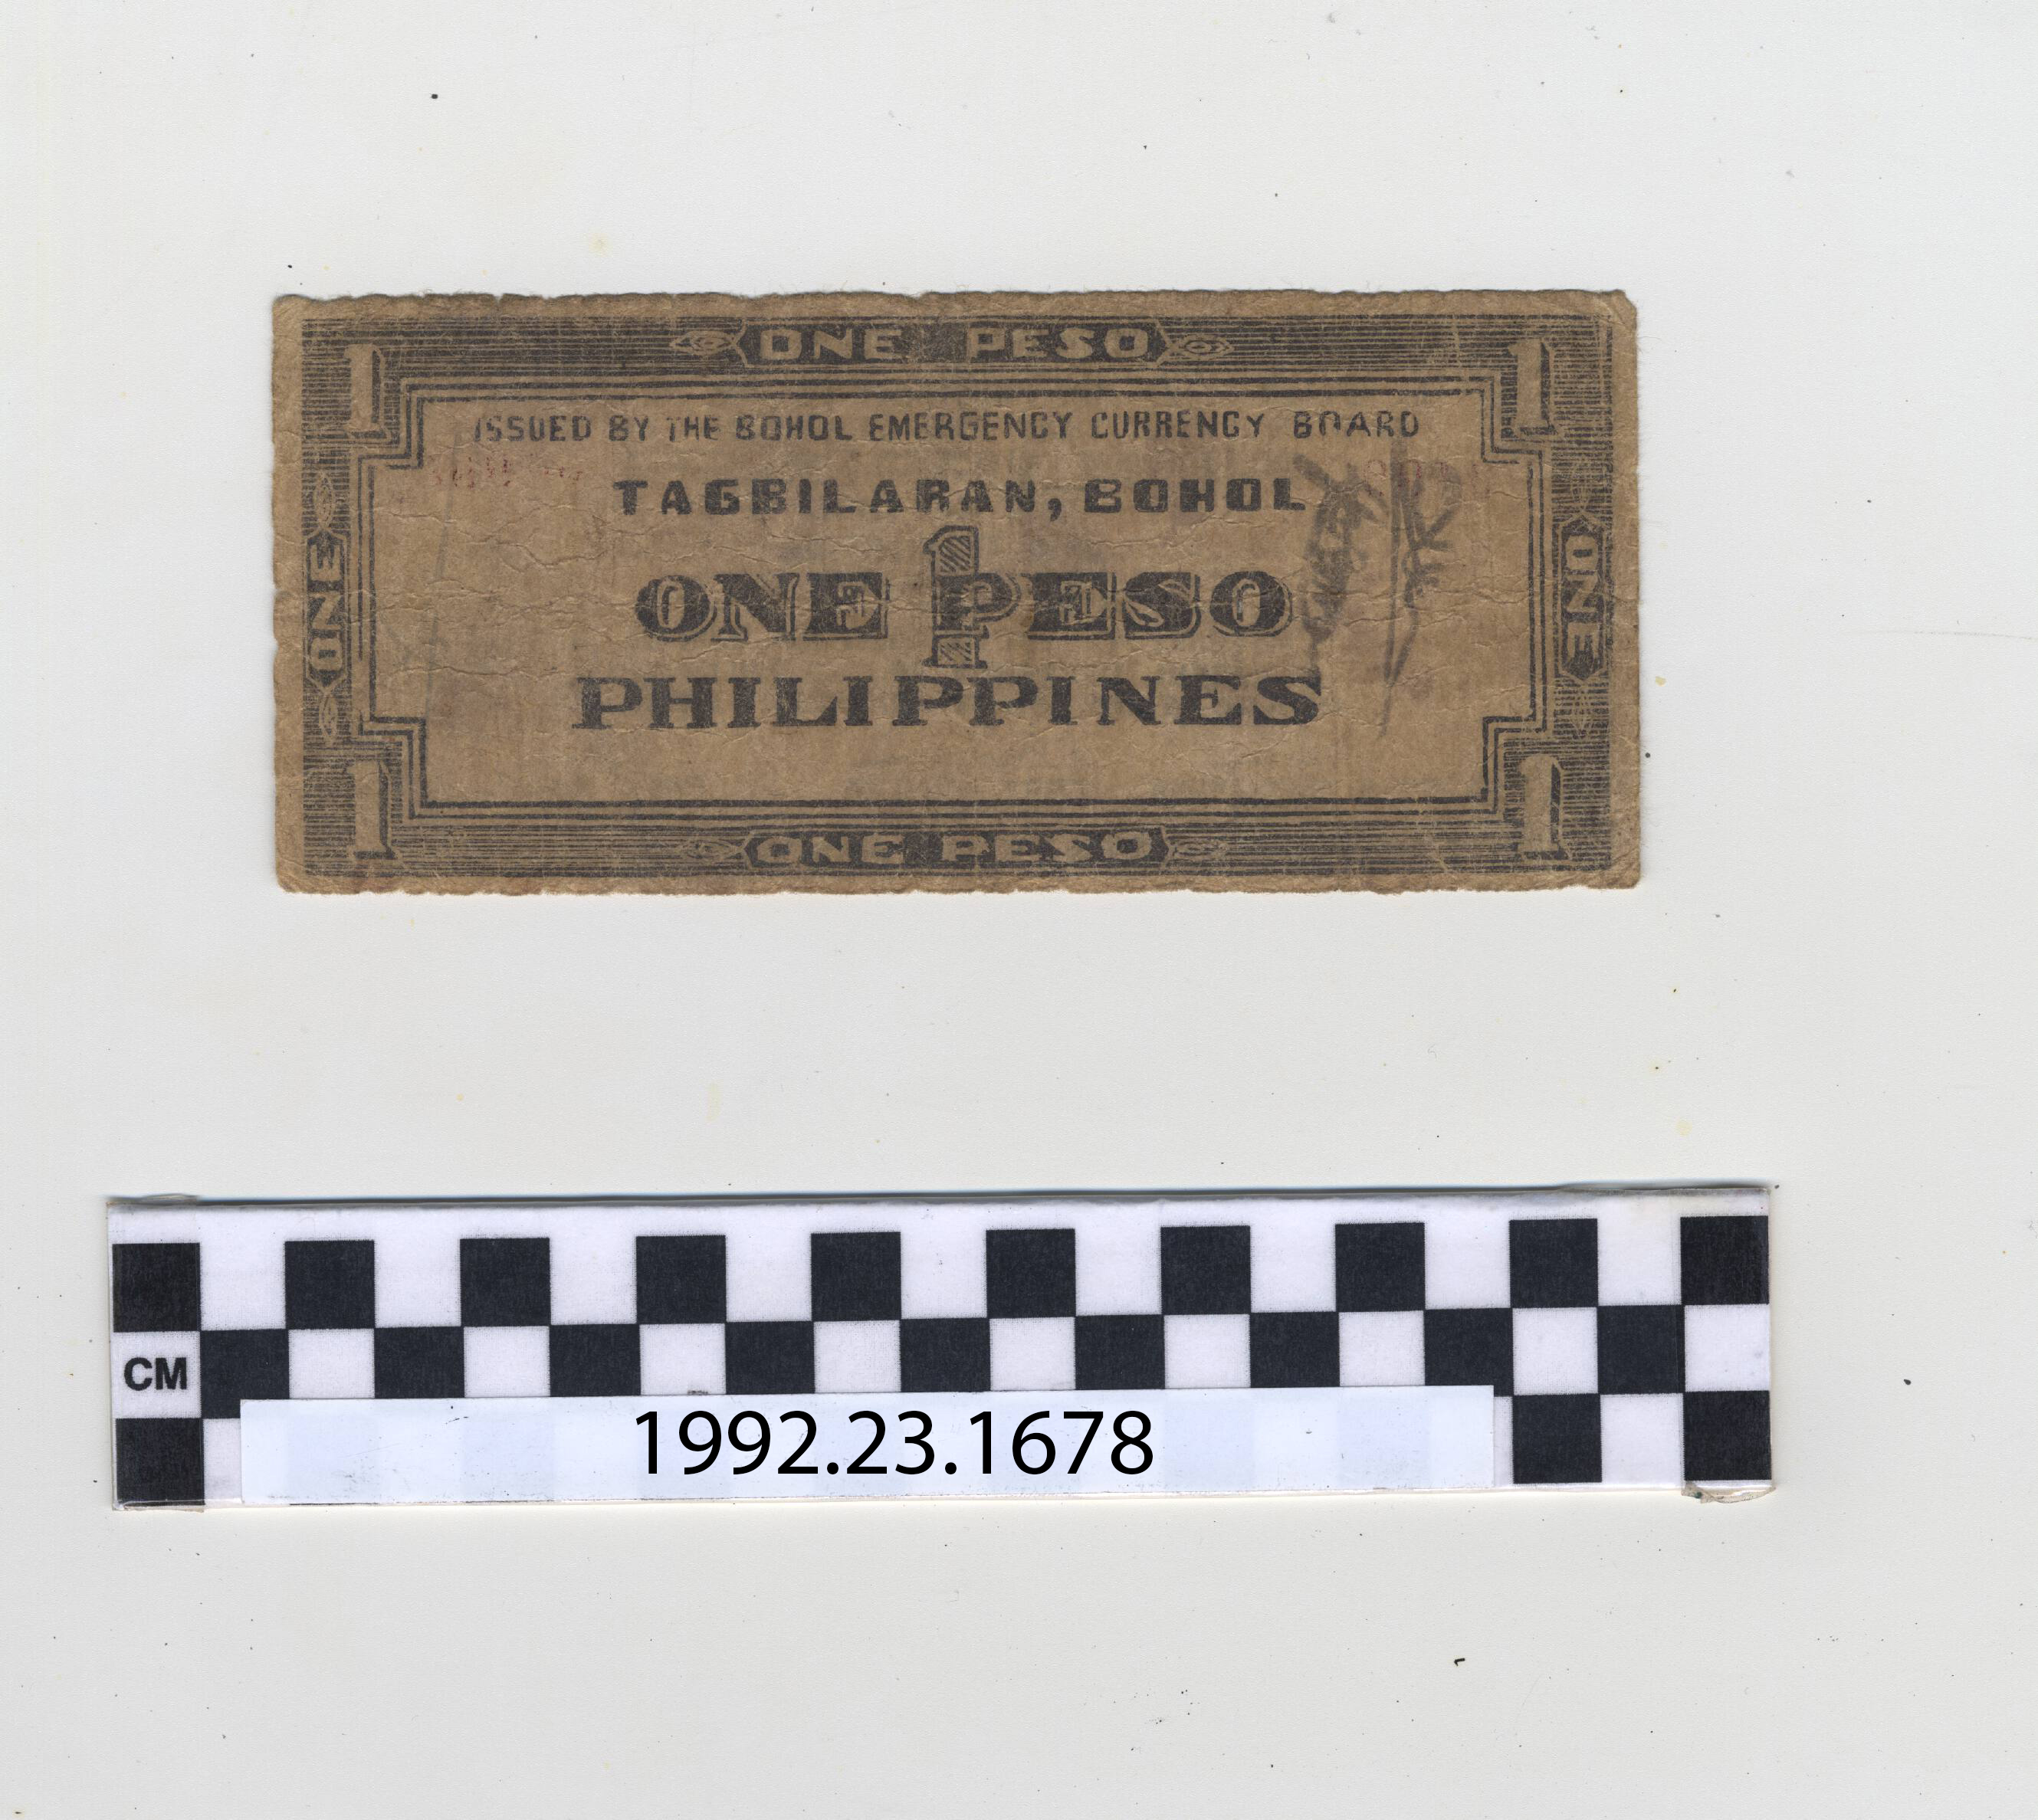 ONE PESO
1 1
ISSUED BY THE BOHOL EMERGENCY CURRENCY BOARD
TAGBILARAN, BOHOL
1
ONE ONE PESO ONE
PHILIPPINES
1 1
ONE PESO
CM
1992.23.1678